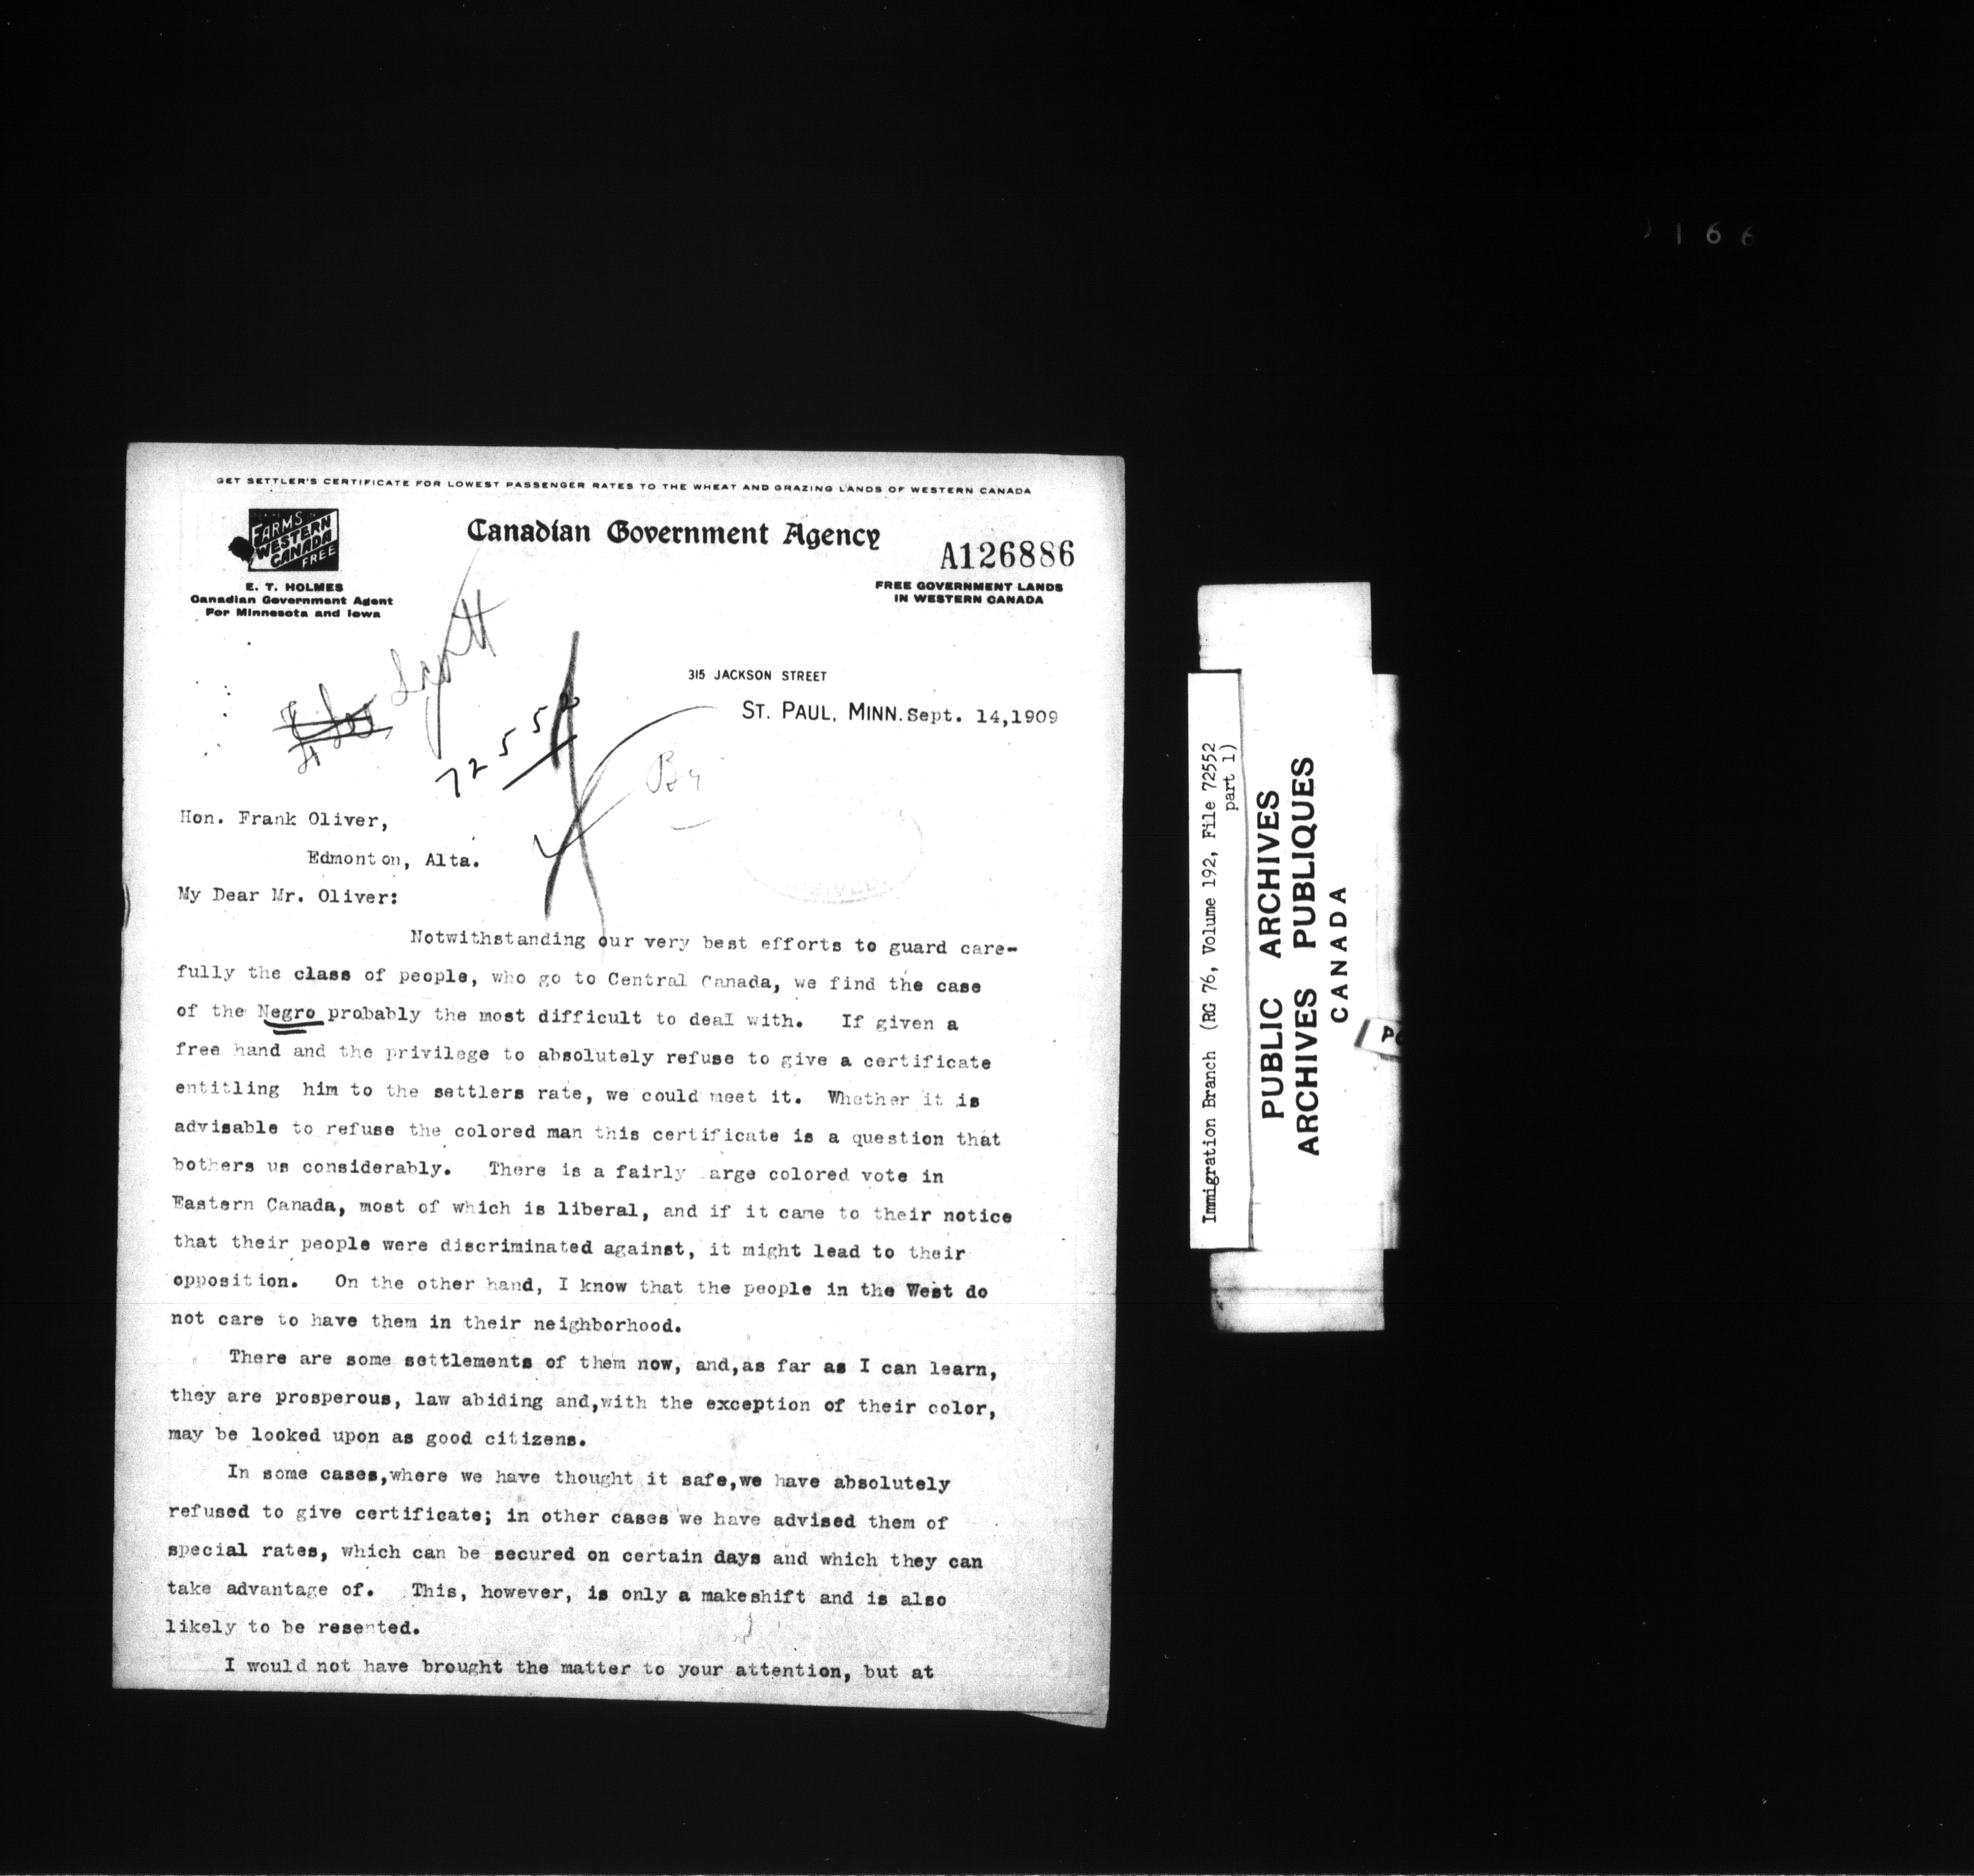 GET SETTLER'S CERTIFICATE FOR LOWEST PASSENGER RATES TO THE WHEAT AND GRAZING LANDS OF WESTERN CANADA
FARMS
WESTERN
CANADA
FREE
Canadian Government Agency
A126886
E. T. HOLMES
Canadian Government Agent
For Minnesota and Iowa
FREE GOVERNMENT LANDS
IN WESTERN CANADA
Scott
315 JACKSON STREET
ST. PAUL, MINN. Sept. 14,1909
72552
Hon. Frank Oliver,
Edmonton, Alta.
My Dear Mr. Oliver:
Notwithstanding our very best efforts to guard care-
fully the class of people, who go to Central Canada, we find the case
of the Negro probably the most difficult to deal with. If given a
free hand and the privilege to absolutely refuse to give a certificate
entitling him to the settlers rate, we could meet it. Whether it is
advisable to refuse the colored man this certificate is a question that
bothers us considerably. There is a fairly arge colored vote in
Eastern Canada, most of which is liberal, and if it came to their notice
that their people were discriminated against, it might lead to their
opposition. On the other hand, I know that the people in the West do
not care to have them in their neighborhood.
There are some settlements of them now, and,as far as I can learn,
they are prosperous, law abiding and,with the exception of their color,
may be looked upon as good citizens.
In some cases,where we have thought it safe,we have absolutely
refused to give certificate; in other cases we have advised them of
special rates, which can be secured on certain days and which they can
take advantage of. This, however, is only a makeshift and is also
likely to be resented.
I would not have brought the matter to your attention, but at
Immigration Branch (RG 76, Volume 192, File 72552
part 1)
PUBLIC ARCHIVES
ARCHIVES PUBLIQUES
CANADA
166